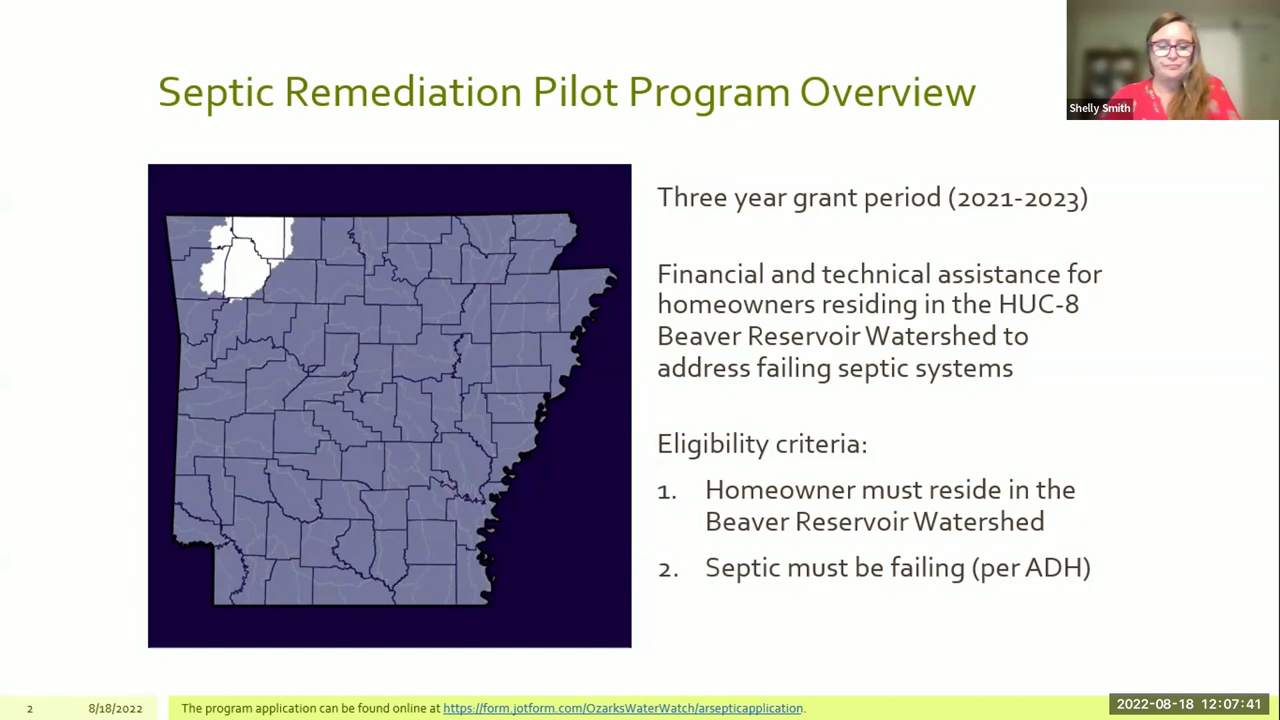 Septic Remediation Pilot Program Overview
Shelly Smith
Three year grant period (2021-2023)
Financial and technical assistance for
homeowners residing in the HUC-8
Beaver Reservoir Watershed to
address failing septic systems
Eligibility criteria:
1. Homeowner must reside in the
Beaver Reservoir Watershed
2. Septic must be failing (per ADH)
2 8/18/2022 The program application can be found online at https://form.jotform.com/OzarksWaterWatch/arsepticapplication.
2022-08-18 12:07:41